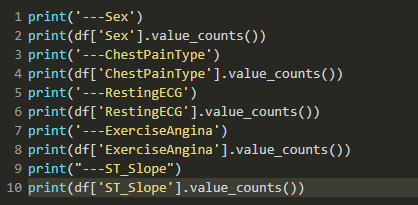 1 print('---Sex')
2 print(df['Sex'].value_counts())
3 print('---ChestPainType')
4 print(df['ChestPainType'].value_counts())
5 print('---RestingECG')
6 print(df['RestingECG'].value_counts())
7 print('---ExerciseAngina')
8 print(df['ExerciseAngina'].value_counts())
9 print("---ST_Slope")
10 print(df['ST_Slope'].value_counts())